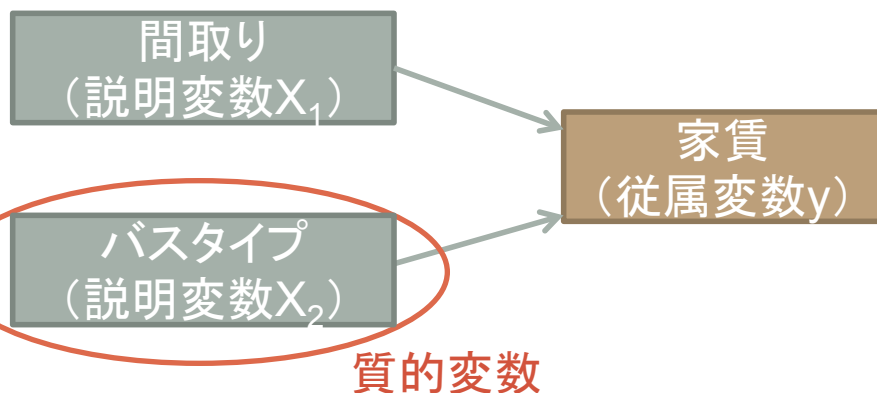 間取り
（説明変数X₁）
バスタイプ
（説明変数X₂）
家賃
（従属変数y）
質的変数